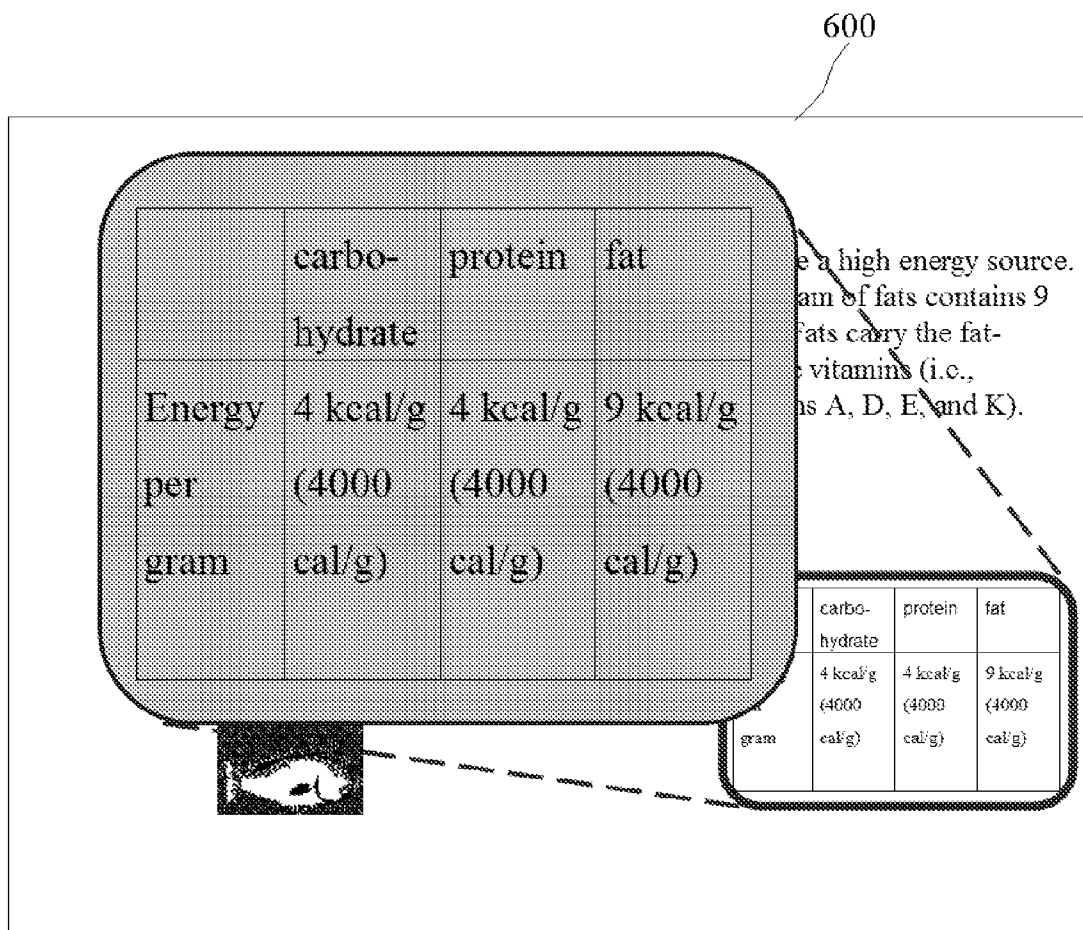 600
carbo- protein fat
hydrate
Energy 4 kcal/g 4 kcal/g 9 kcal/g
per (4000 (4000 (4000
gram cal/g) cal/g) cal/g)
e a high energy source.
am of fats contains 9
Fats carry the fat-
e vitamins (i.e.,
ns A, D, E, and K).
carbo- protein fat
hydrate
4 kcal/g 4 kcal/g 9 kcal/g
(4000 (4000 (4000
gram cal/g) cal/g) cal/g)